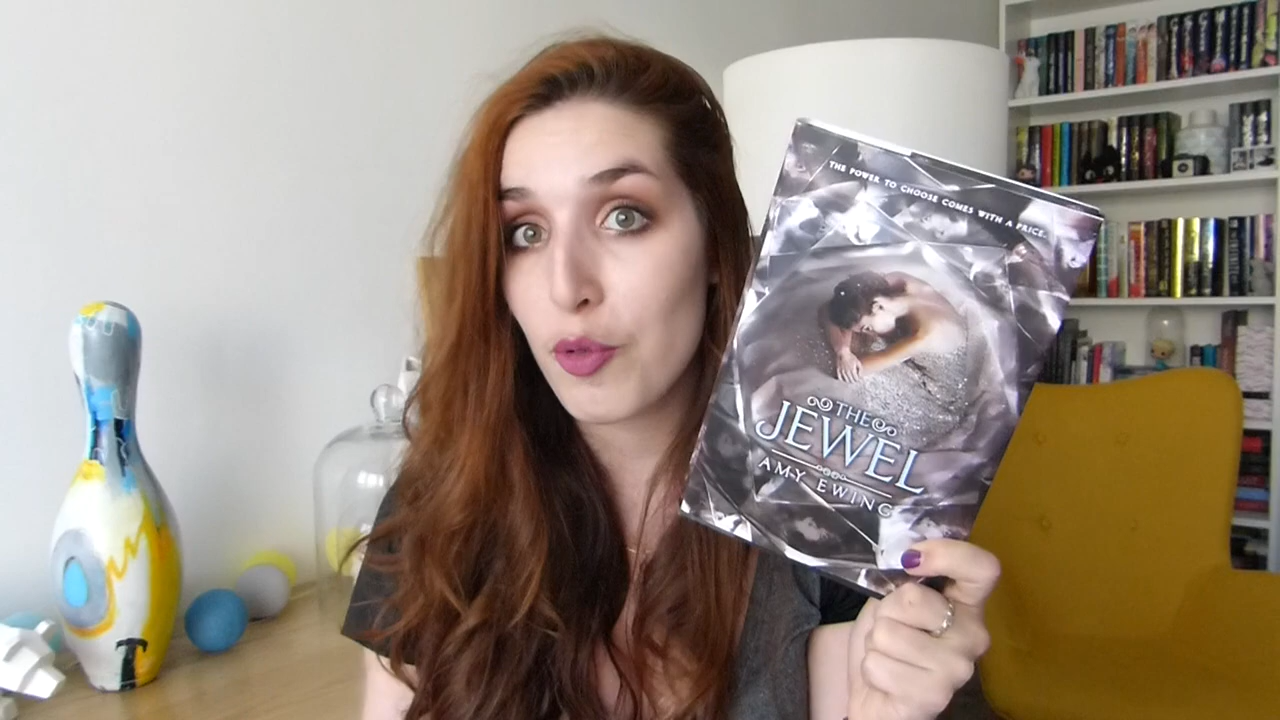 THE POWER TO CHOOSE COMES WITH A PRICE.
THE
JEWEL
AMY EWING